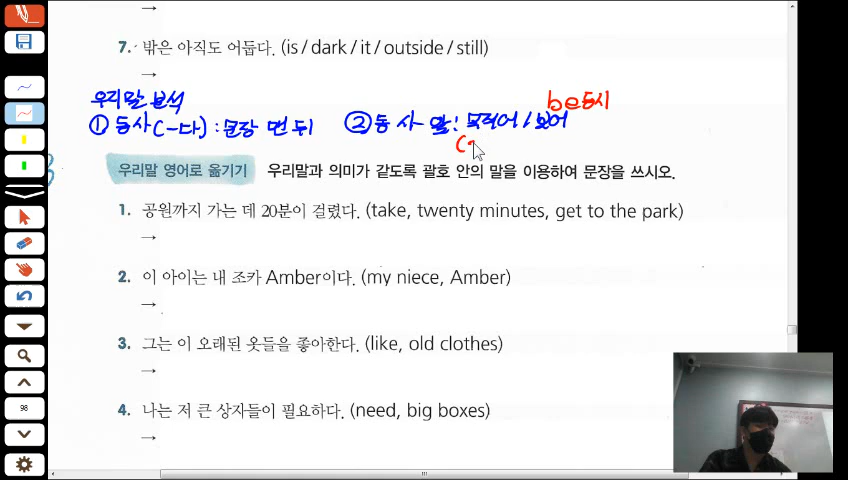 →
7. 밖은 아직도 어둡다. (is / dark / it / outside / still)
→
우리말 분석
be동사
① 동사(-다) : 문장 맨 뒤 ② 동사 앞! 목적어 / 보어
우리말 영어로 옮기기 우리말과 의미가 같도록 괄호 안의 말을 이용하여 문장을 쓰시오.
1. 공원까지 가는 데 20분이 걸렸다. (take, twenty minutes, get to the park)
→
2. 이 아이는 내 조카 Amber이다. (my niece, Amber)
→
3. 그는 이 오래된 옷들을 좋아한다. (like, old clothes)
→
4. 나는 저 큰 상자들이 필요하다. (need, big boxes)
→
98